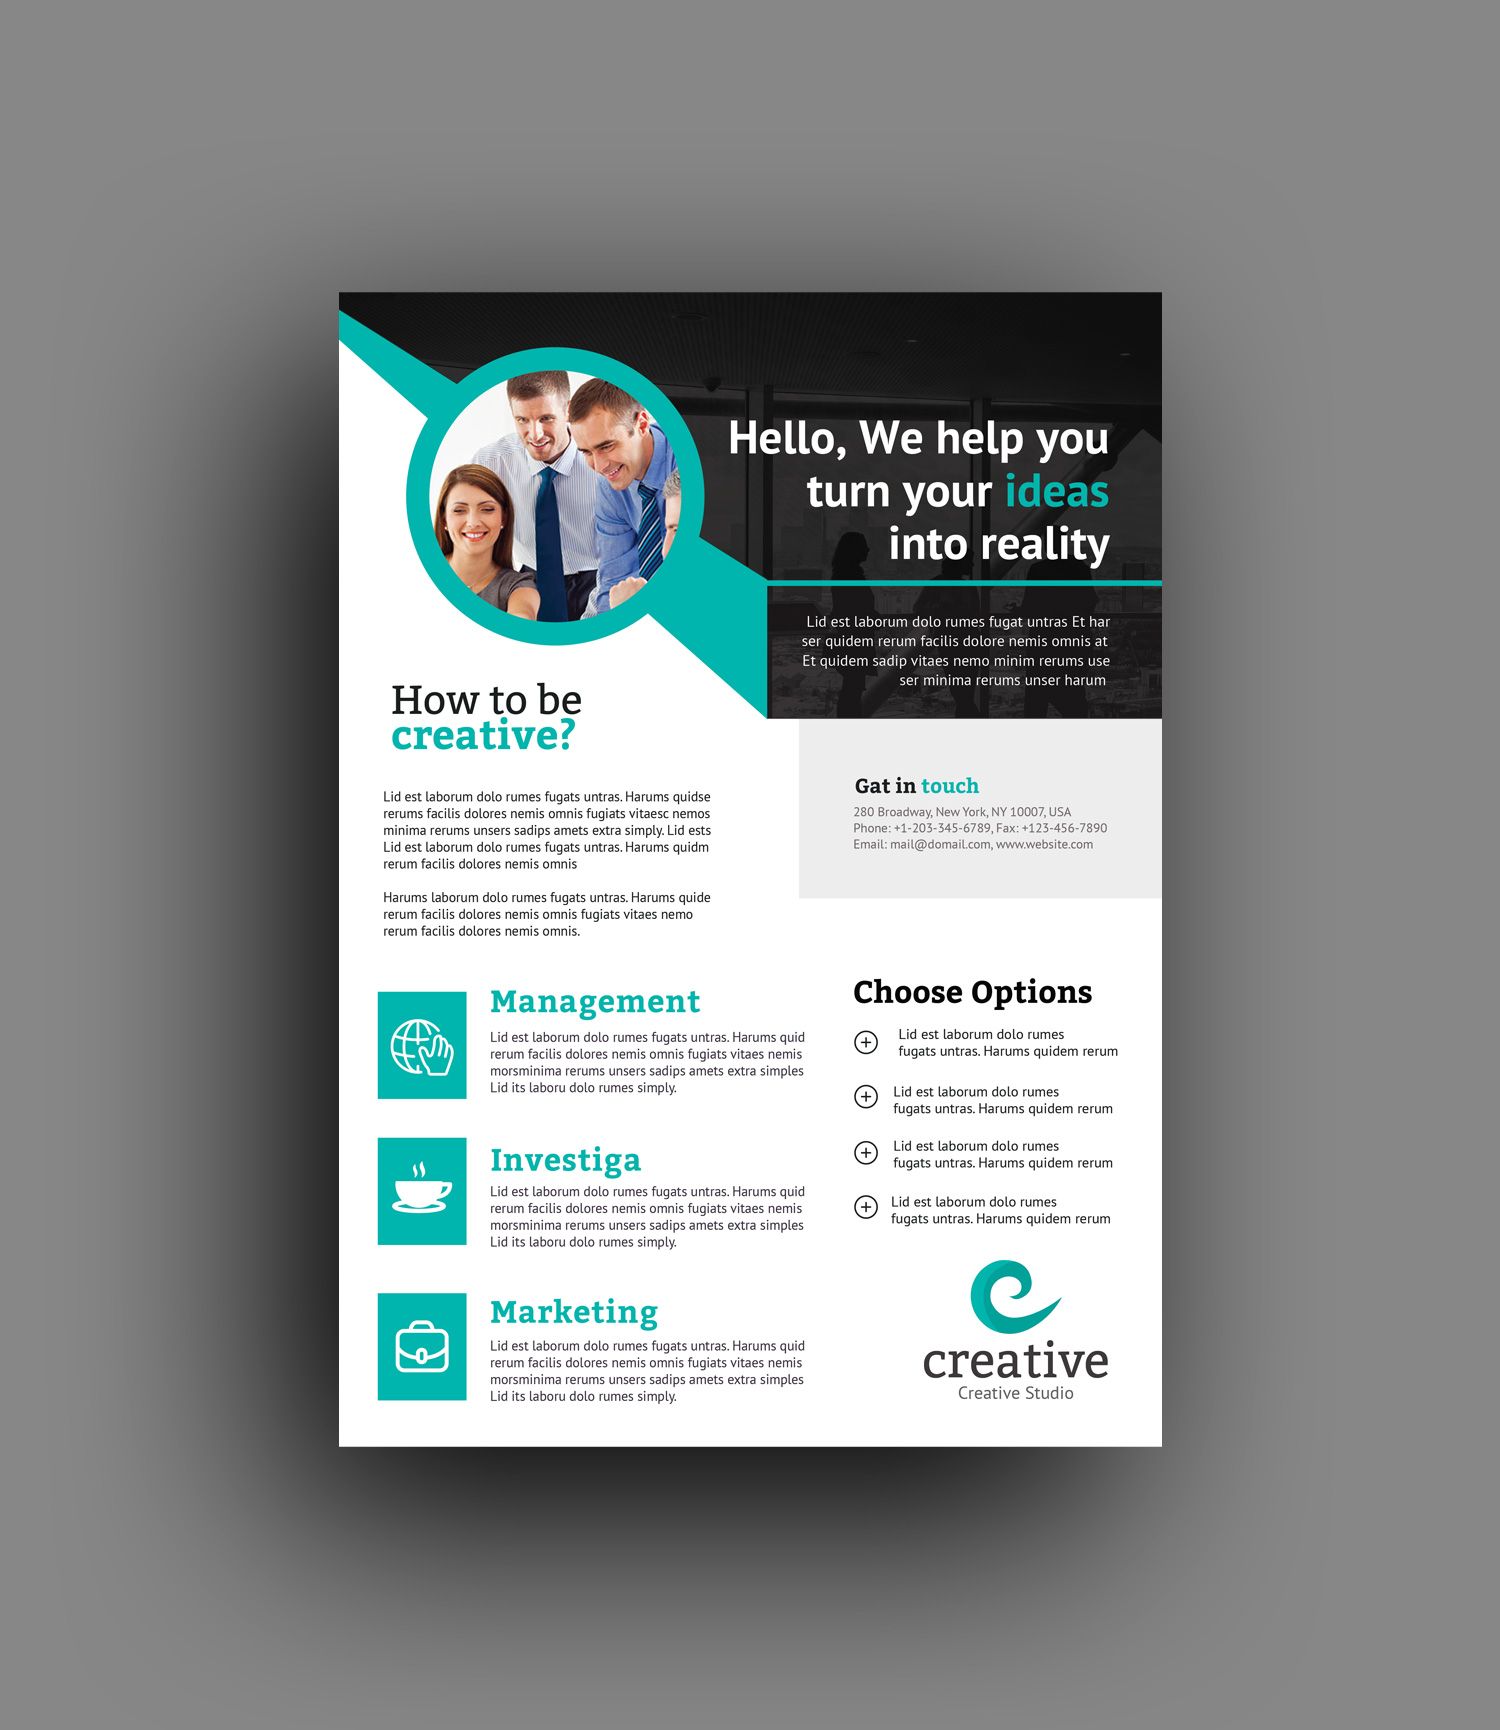 Hello, We help you
turn your ideas
into reality
Lid est laborum dolo rumes fugat untras Et har
ser quidem rerum facilis dolore nemis omnis at
Et quidem sadip vitaes nemo minim rerums use
ser minima rerums unser harum
How to be
creative?
Lid est laborum dolo rumes fugats untras. Harums quidse
rerums facilis dolores nemis omnis fugiats vitaesc nemos
minima rerums unsers sadips amets extra simply. Lid ests
Lid est laborum dolo rumes fugats untras. Harums quidm
rerum facilis dolores nemis omnis
Harums laborum dolo rumes fugats untras. Harums quide
rerum facilis dolores nemis omnis fugiats vitaes nemo
rerum facilis dolores nemis omnis.
Gat in touch
280 Broadway, New York, NY 10007, USA
Phone: +1-203-345-6789, Fax: +123-456-7890
Email: mail@domail.com, www.website.com
Management
Lid est laborum dolo rumes fugats untras. Harums quid
rerum facilis dolores nemis omnis fugiats vitaes nemis
morsminima rerums unsers sadips amets extra simples
Lid its laboru dolo rumes simply.
Investiga
Lid est laborum dolo rumes fugats untras. Harums quid
rerum facilis dolores nemis omnis fugiats vitaes nemis
morsminima rerums unsers sadips amets extra simples
Lid its laboru dolo rumes simply.
Marketing
Lid est laborum dolo rumes fugats untras. Harums quid
rerum facilis dolores nemis omnis fugiats vitaes nemis
morsminima rerums unsers sadips amets extra simples
Lid its laboru dolo rumes simply.
Choose Options
Lid est laborum dolo rumes
fugats untras. Harums quidem rerum
Lid est laborum dolo rumes
fugats untras. Harums quidem rerum
Lid est laborum dolo rumes
fugats untras. Harums quidem rerum
Lid est laborum dolo rumes
fugats untras. Harums quidem rerum
creative
Creative Studio